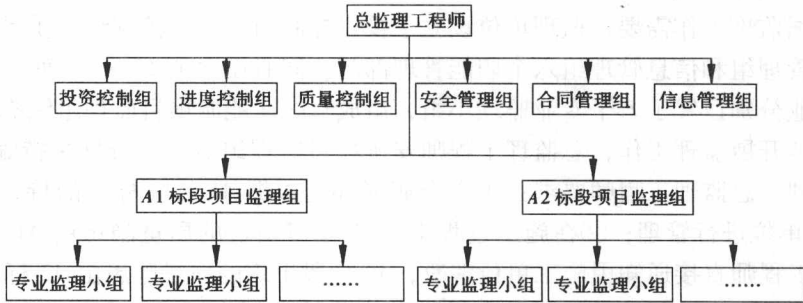 总监理工程师
投资控制组 进度控制组 质量控制组 安全管理组 合同管理组 信息管理组
A1标段项目监理组 A2标段项目监理组
专业监理小组 专业监理小组 …… 专业监理小组 专业监理小组 ……